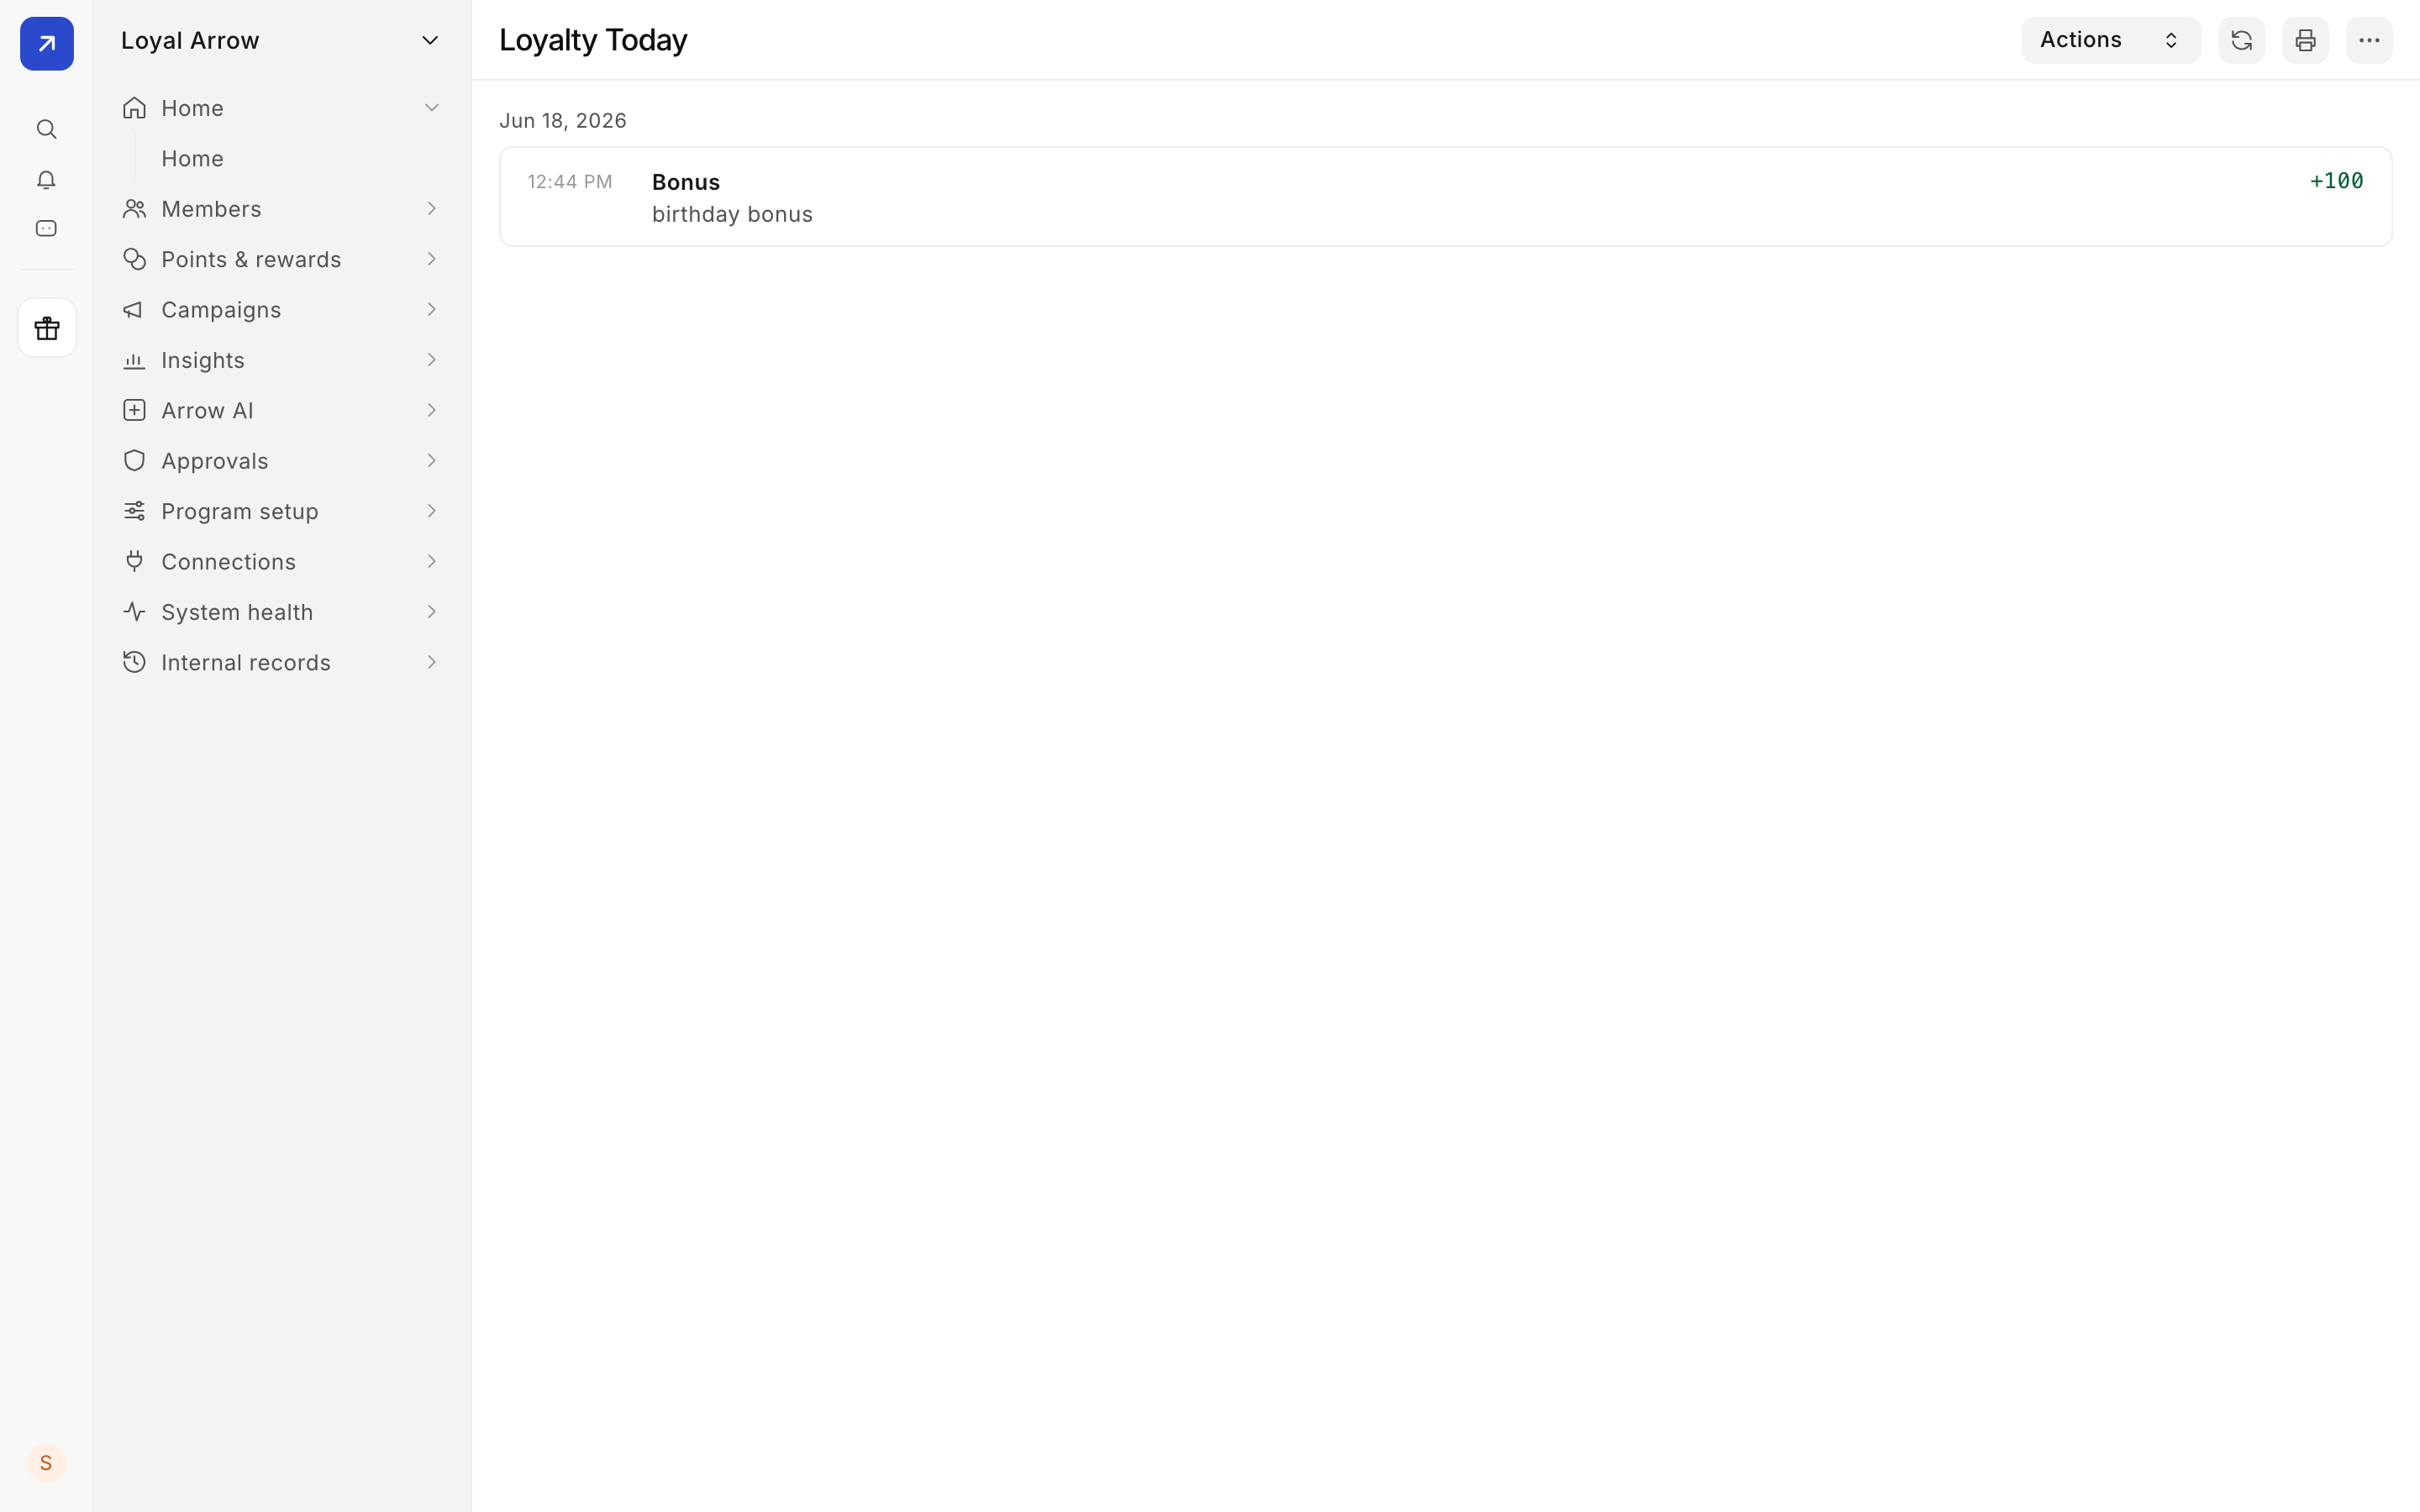 Loyal Arrow
Home
Home
Members
Points & rewards
Campaigns
Insights
Arrow AI
Approvals
Program setup
Connections
System health
Internal records
S
Loyalty Today
Actions
Jun 18, 2026
12:44 PM
Bonus
+100
birthday bonus